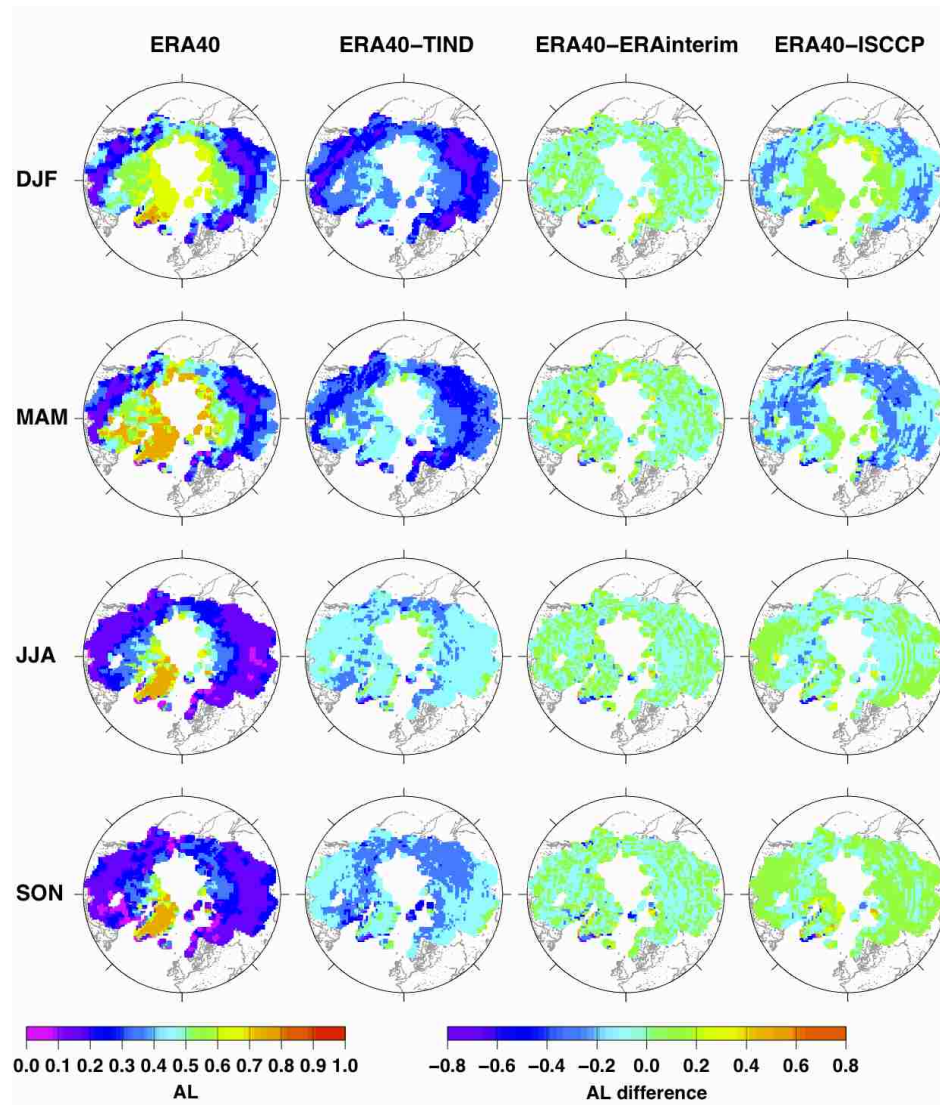 ERA40 ERA40−TIND ERA40−ERAinterim ERA40−ISCCP
DJF
MAM
JJA
SON
0.0 0.1 0.2 0.3 0.4 0.5 0.6 0.7 0.8 0.9 1.0 −0.8 −0.6 −0.4 −0.2 0.0 0.2 0.4 0.6 0.8
AL AL difference